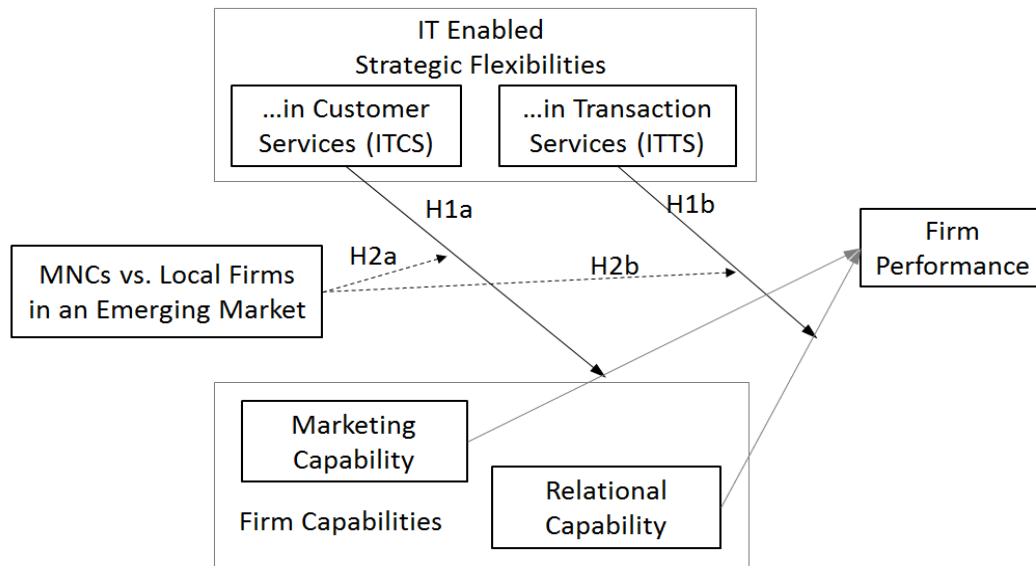 IT Enabled
Strategic Flexibilities
...in Customer
Services (ITCS)
...in Transaction
Services (ITTS)
H1a
H1b
H2a
H2b
MNCs vs. Local Firms
in an Emerging Market
Firm
Performance
Marketing
Capability
Relational
Capability
Firm Capabilities